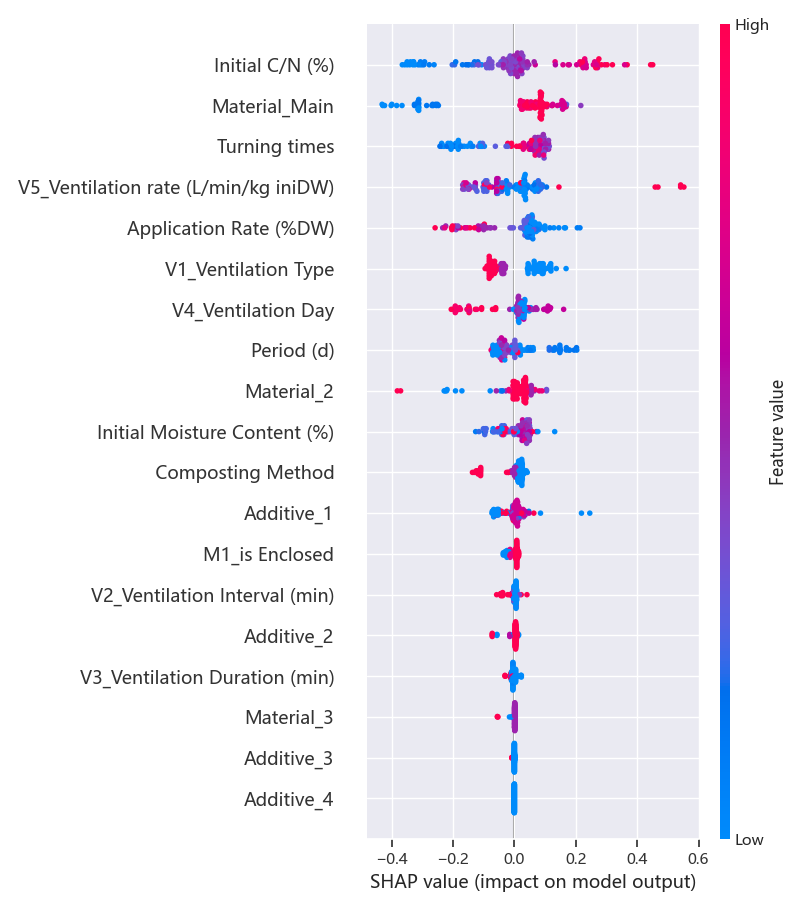 High
Initial C/N (%)
Material_Main
Turning times
V5_Ventilation rate (L/min/kg iniDW)
Application Rate (%DW)
V1_Ventilation Type
V4_Ventilation Day
Period (d)
Material_2
Initial Moisture Content (%)
Composting Method
Additive_1
M1_is Enclosed
V2_Ventilation Interval (min)
Additive_2
V3_Ventilation Duration (min)
Material_3
Additive_3
Additive_4
Feature value
Low
−0.4 −0.2 0.0 0.2 0.4 0.6
SHAP value (impact on model output)